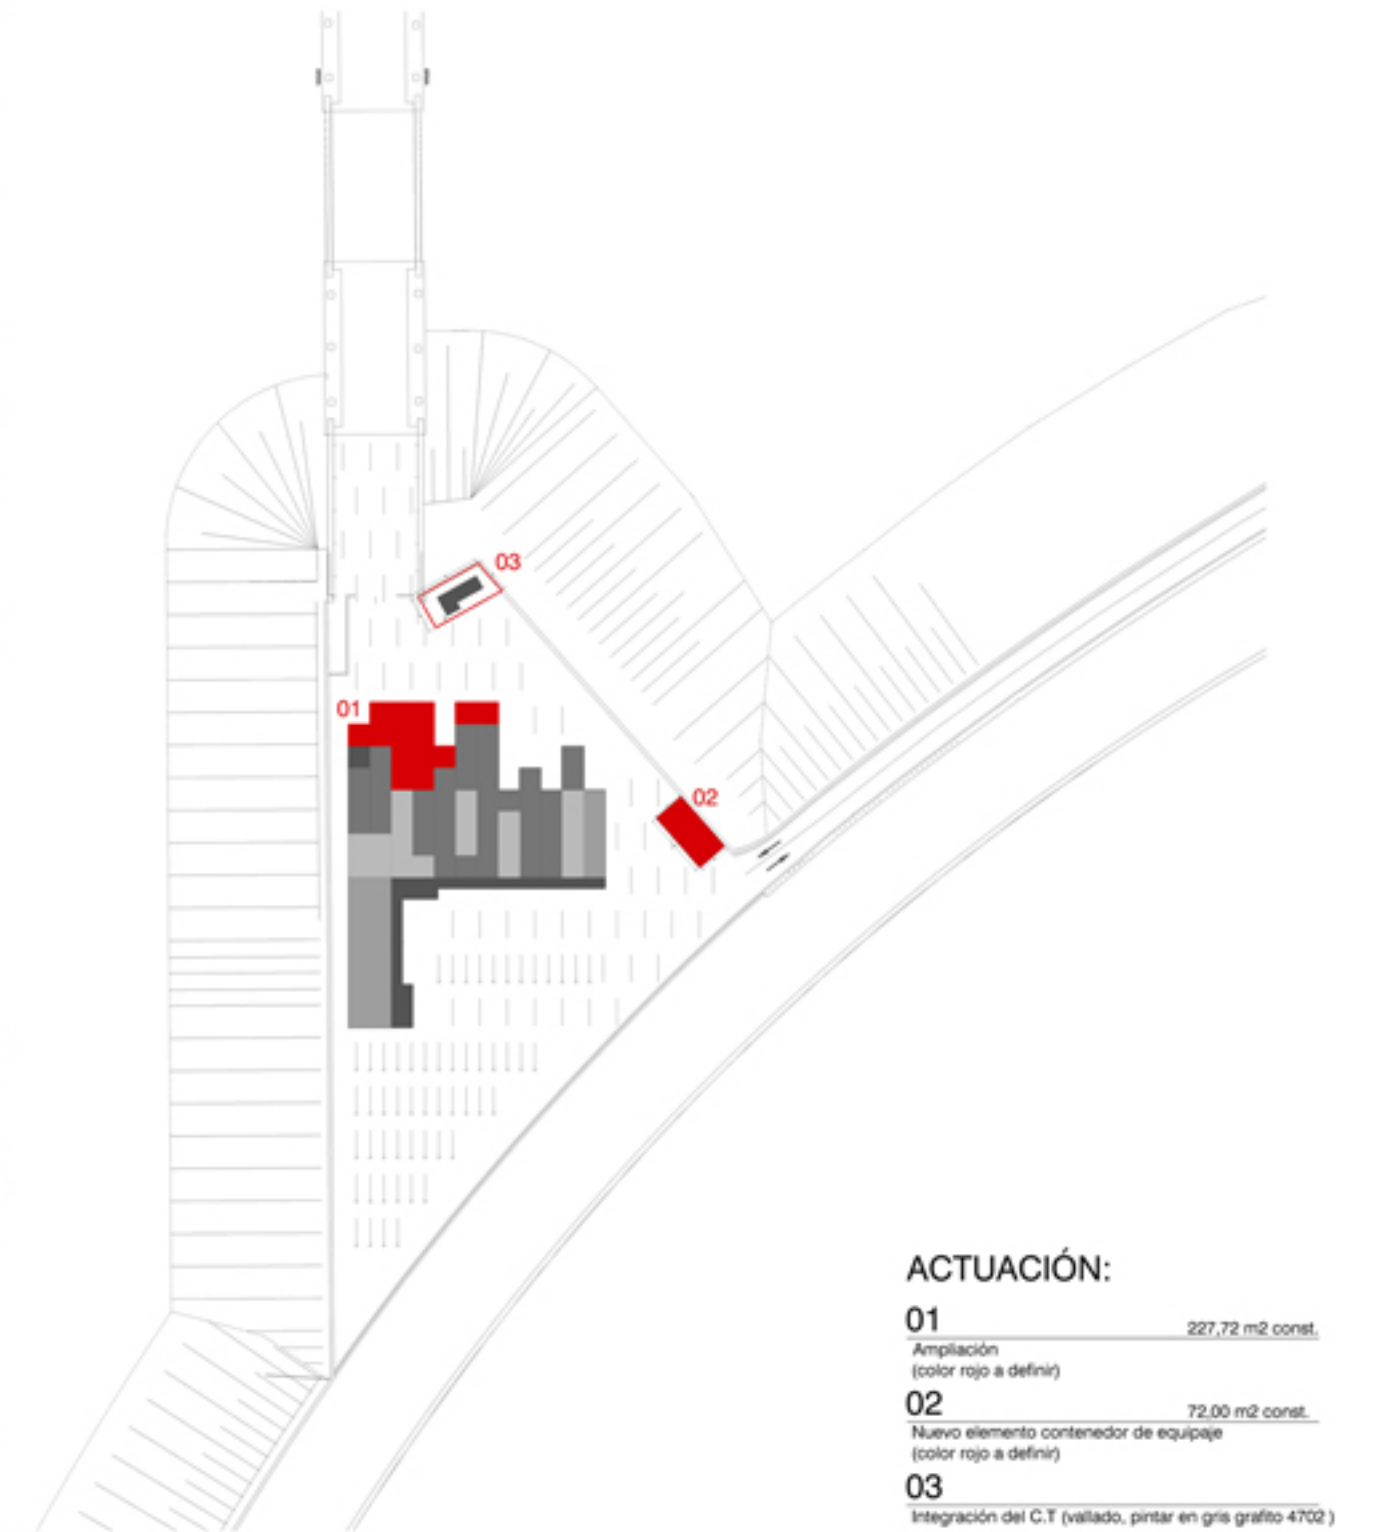 03
01
02
ACTUACIÓN:
01 227,72 m2 const.
Ampliación
(color rojo a definir)
02 72,00 m2 const.
Nuevo elemento contenedor de equipaje
(color rojo a definir)
03
Integración del C.T (vallado, pintar en gris grafito 4702 )